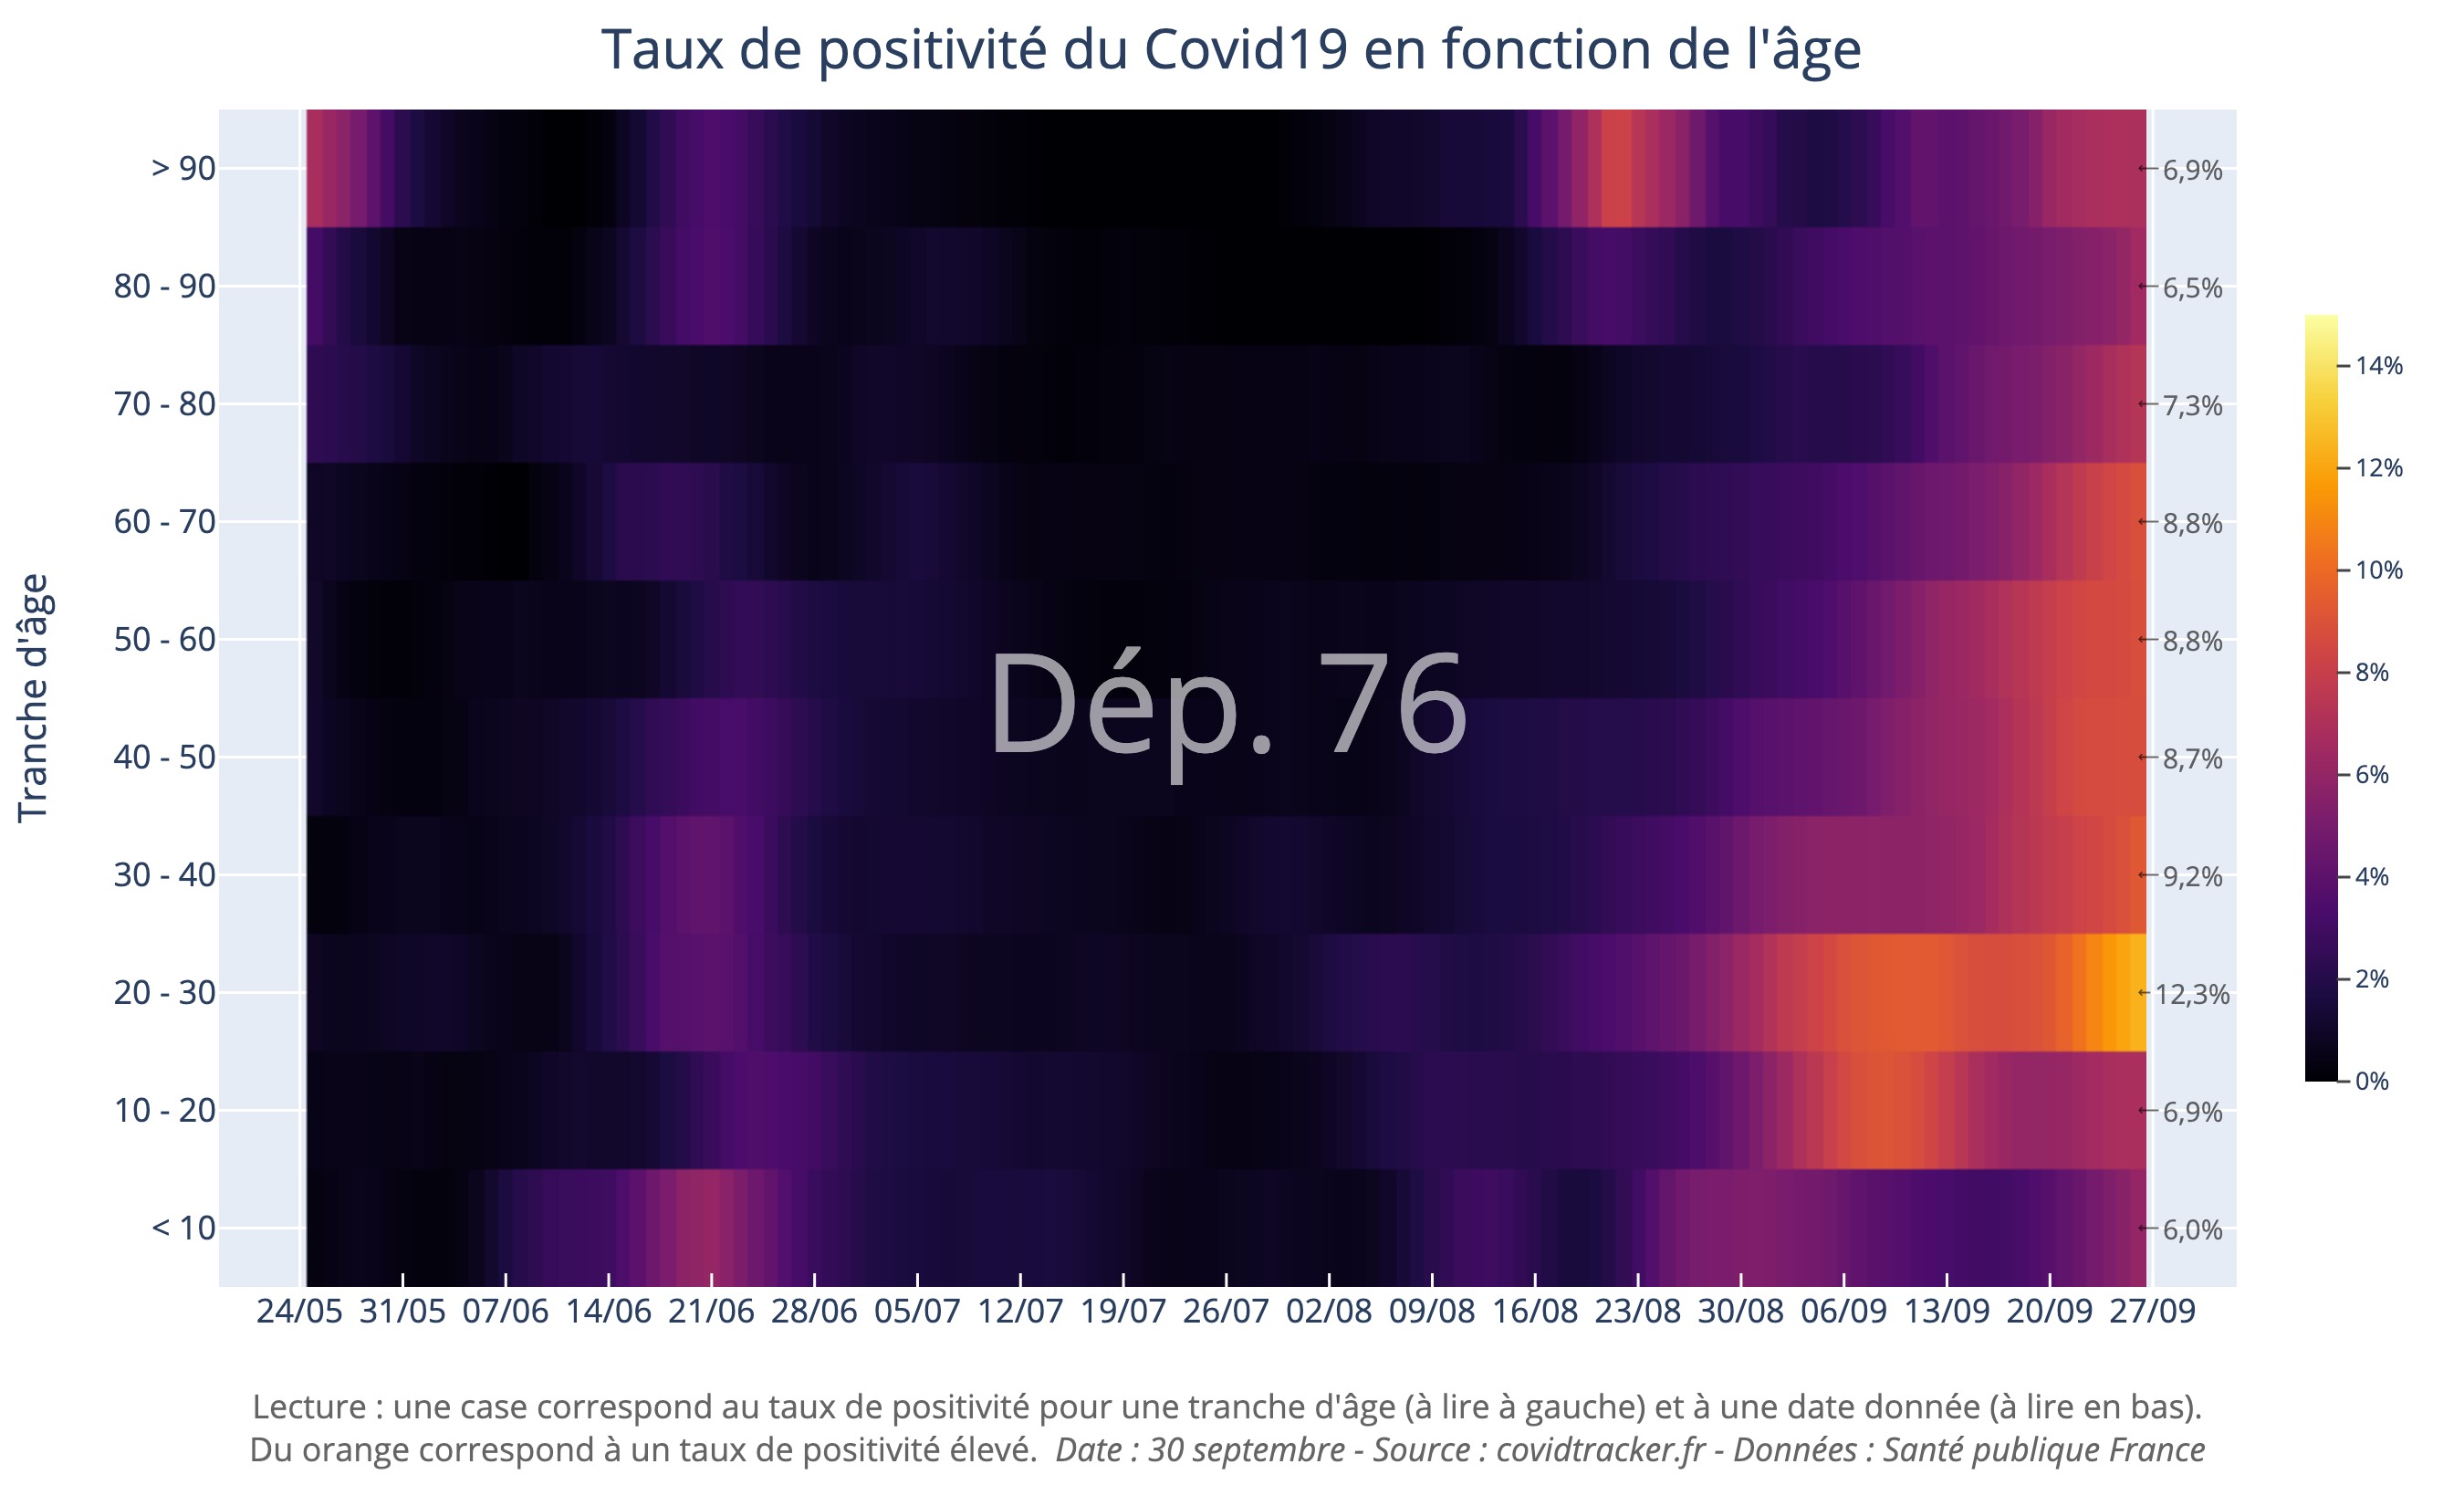 Taux de positivité du Covid19 en fonction de l'âge
Tranche d'âge
> 90
80 - 90
70 - 80
60 - 70
50 - 60
40 - 50
30 - 40
20 - 30
10 - 20
< 10
Dép. 76
6,9%
6,5%
7,3%
8,8%
8,8%
8,7%
9,2%
12,3%
6,9%
6,0%
14%
12%
10%
8%
6%
4%
2%
0%
24/05 31/05 07/06 14/06 21/06 28/06 05/07 12/07 19/07 26/07 02/08 09/08 16/08 23/08 30/08 06/09 13/09 20/09 27/09
Lecture : une case correspond au taux de positivité pour une tranche d'âge (à lire à gauche) et à une date donnée (à lire en bas).
Du orange correspond à un taux de positivité élevé. Date : 30 septembre - Source : covidtracker.fr - Données : Santé publique France